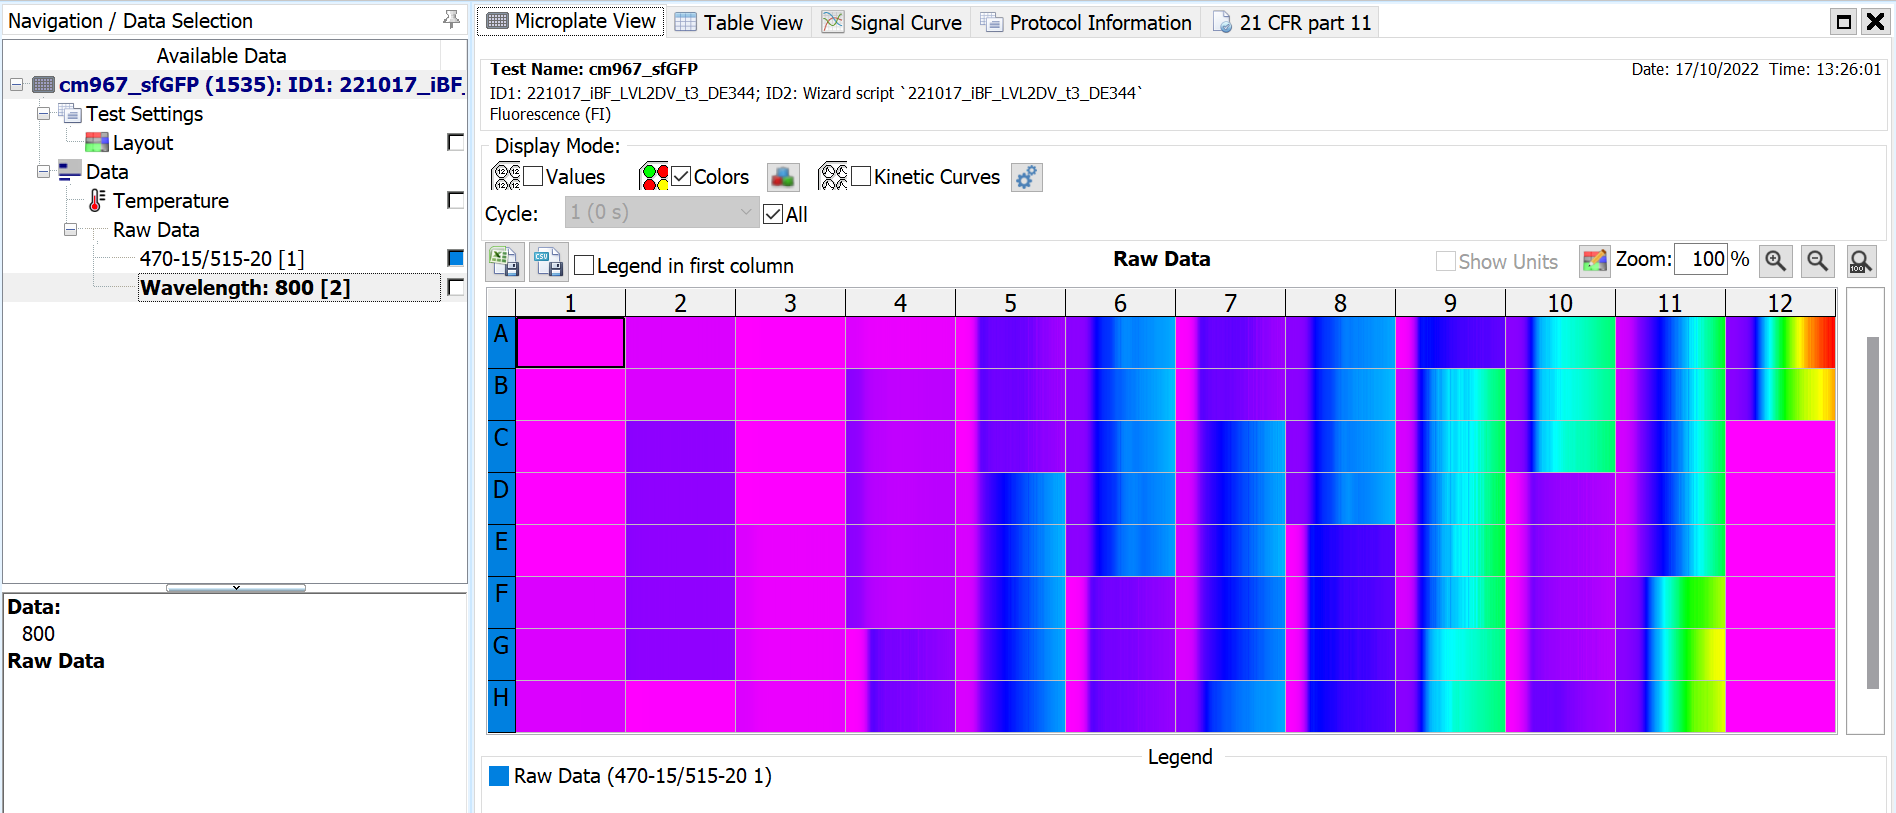 Navigation / Data Selection
Available Data
cm967_sfGFP (1535): ID1: 221017_iBF_
Test Settings
Layout
Data
Temperature
Raw Data
470-15/515-20 [1]
Wavelength: 800 [2]
Data:
800
Raw Data
Microplate View
Table View
Signal Curve
Protocol Information
21 CFR part 11
Test Name: cm967_sfGFP
Date: 17/10/2022 Time: 13:26:01
ID1: 221017_iBF_LVL2DV_t3_DE344; ID2: Wizard script `221017_iBF_LVL2DV_t3_DE344`
Fluorescence (FI)
Display Mode:
Values
Colors
Kinetic Curves
Cycle:
1 (0 s)
All
Legend in first column
Raw Data
Show Units
Zoom: 100 %
1 2 3 4 5 6 7 8 9 10 11 12
A
B
C
D
E
F
G
H
Legend
Raw Data (470-15/515-20 1)